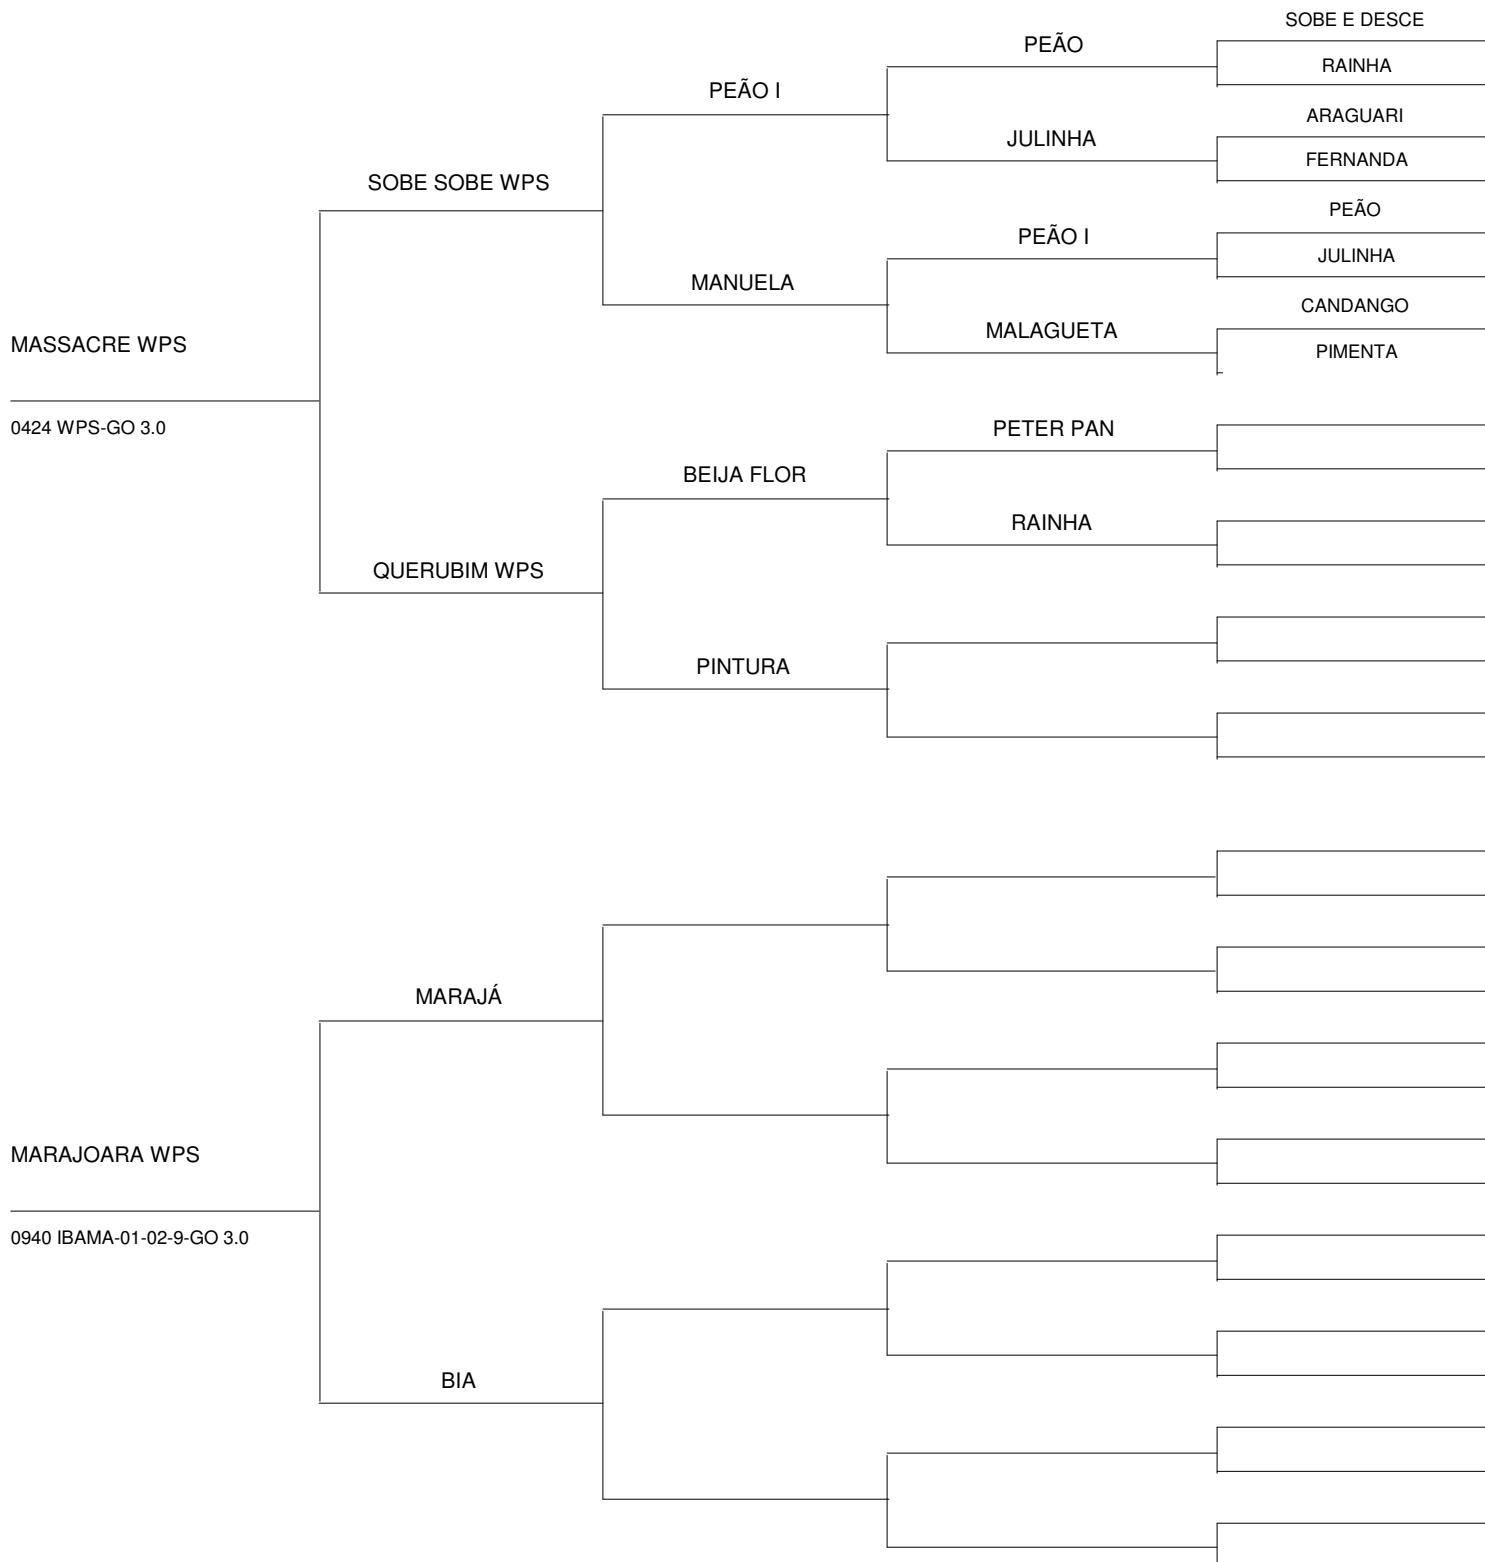 SOBE E DESCE
PEÃO
RAINHA
PEÃO I
ARAGUARI
JULINHA
FERNANDA
SOBE SOBE WPS
PEÃO
PEÃO I
JULINHA
MANUELA
CANDANGO
MALAGUETA
MASSACRE WPS
PIMENTA
0424 WPS-GO 3.0
PETER PAN
BEIJA FLOR
RAINHA
QUERUBIM WPS
PINTURA
MARAJÁ
MARAJOARA WPS
0940 IBAMA-01-02-9-GO 3.0
BIA